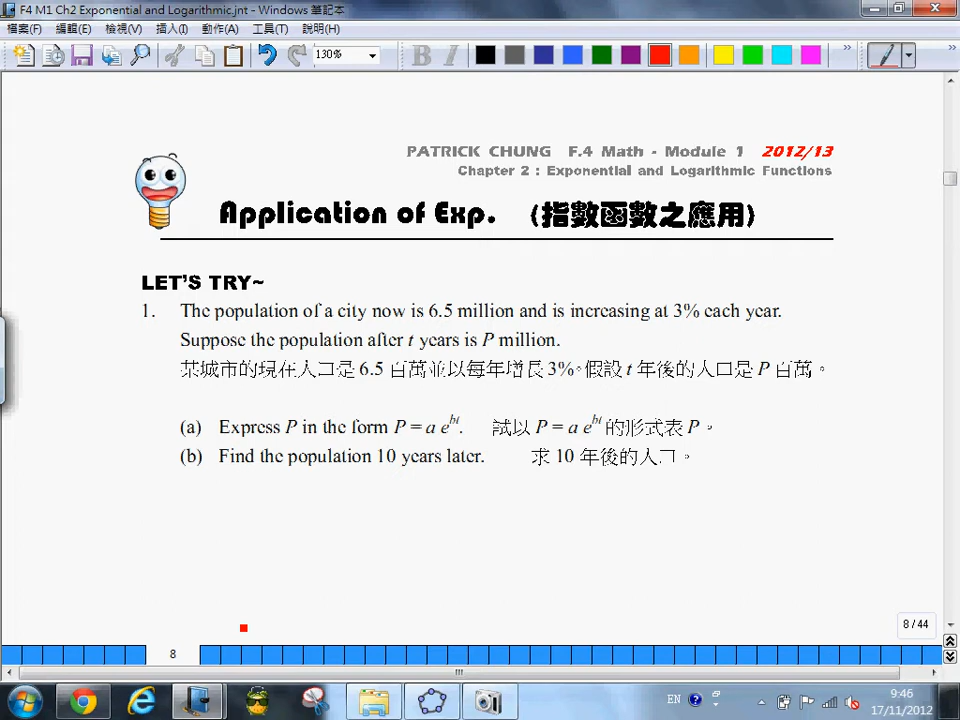 F4 M1 Ch2 Exponential and Logarithmic.jnt - Windows 筆記本
檔案(F) 編輯(E) 檢視(V) 插入(I) 動作(A) 工具(T) 說明(H)
130% B I
PATRICK CHUNG F.4 Math - Module 1 2012/13
Chapter 2 : Exponential and Logarithmic Functions
Application of Exp. (指數函數之應用)
LET'S TRY~
1. The population of a city now is 6.5 million and is increasing at 3% each year.
Suppose the population after t years is P million.
某城市的現在人口是 6.5 百萬並以每年增長 3%。假設 t 年後的人口是 P 百萬。
(a) Express P in the form P = a e^{bt}. 試以 P = a e^{bt} 的形式表 P。
(b) Find the population 10 years later. 求 10 年後的人口。
8 / 44
8
EN
9:46
17/11/2012